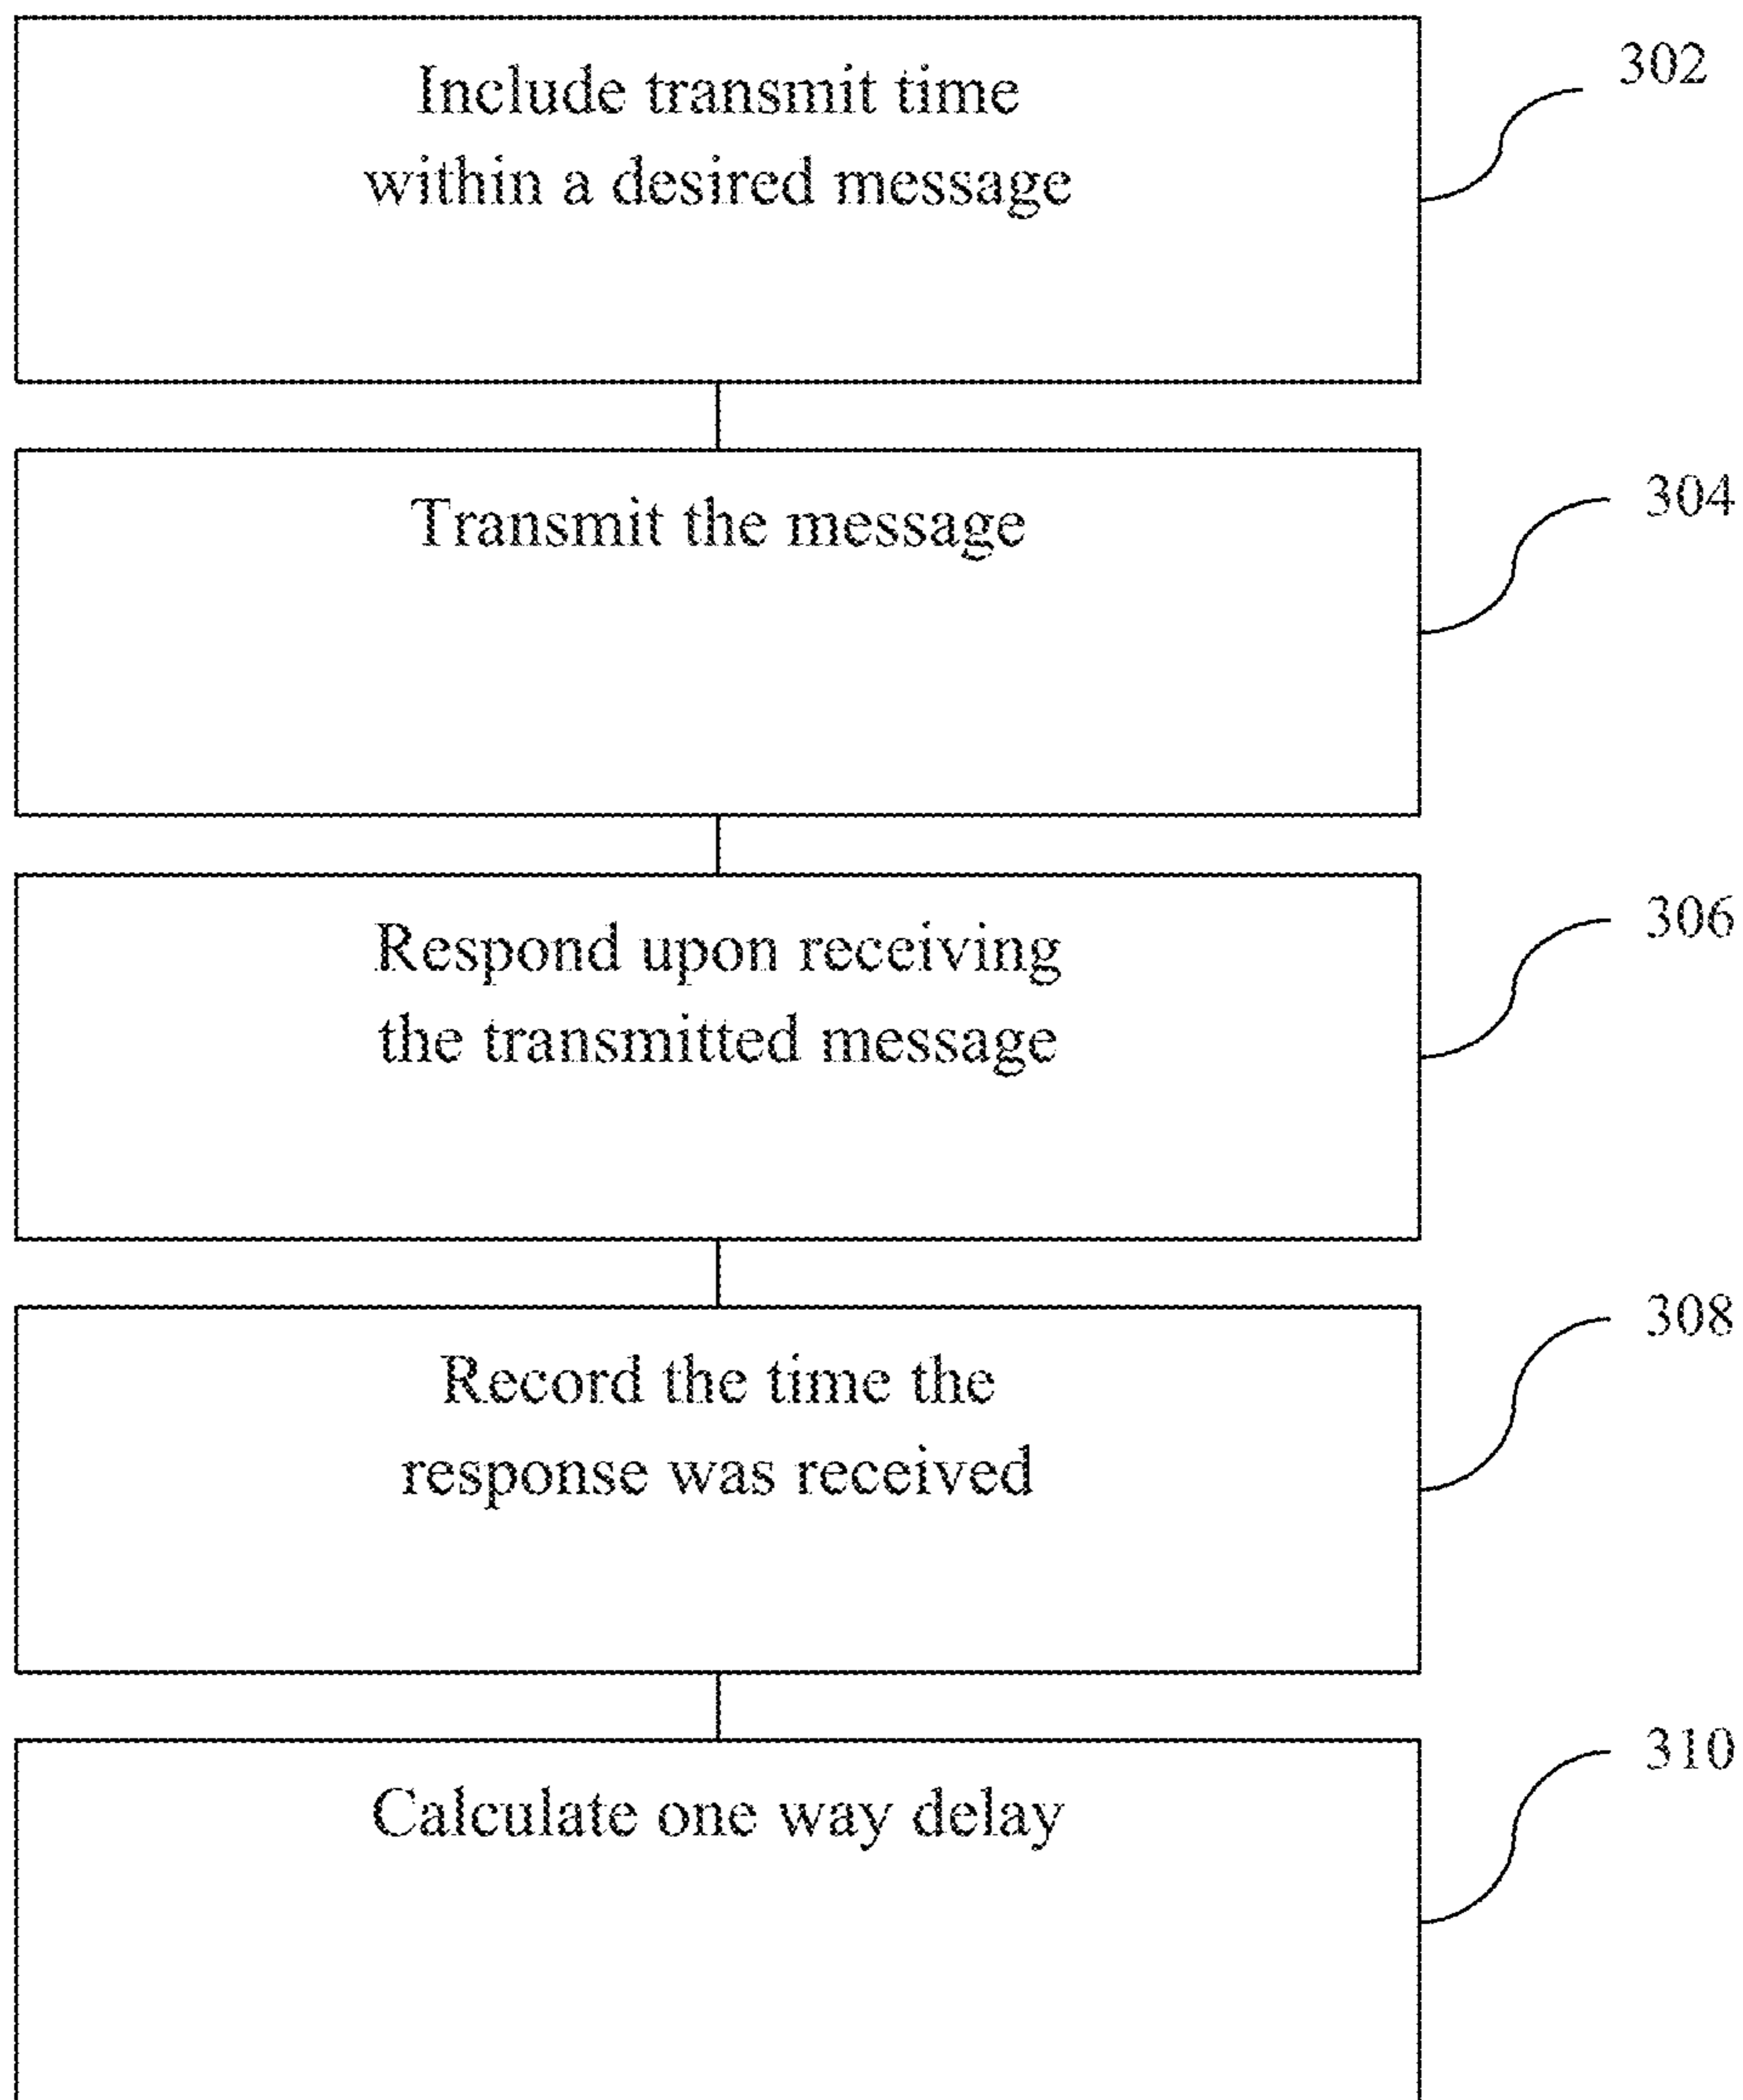 Include transmit time
within a desired message
302
Transmit the message
304
Respond upon receiving
the transmitted message
306
Record the time the
response was received
308
Calculate one way delay
310